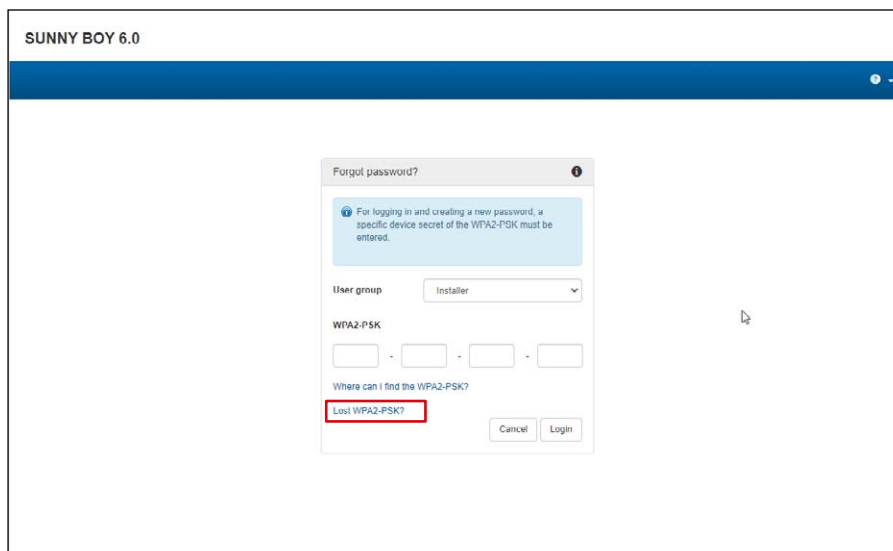 SUNNY BOY 6.0
Forgot password?
For logging in and creating a new password, a
specific device secret of the WPA2-PSK must be
entered.
User group
Installer
WPA2-PSK
- - -
Where can I find the WPA2-PSK?
Lost WPA2-PSK?
Cancel Login